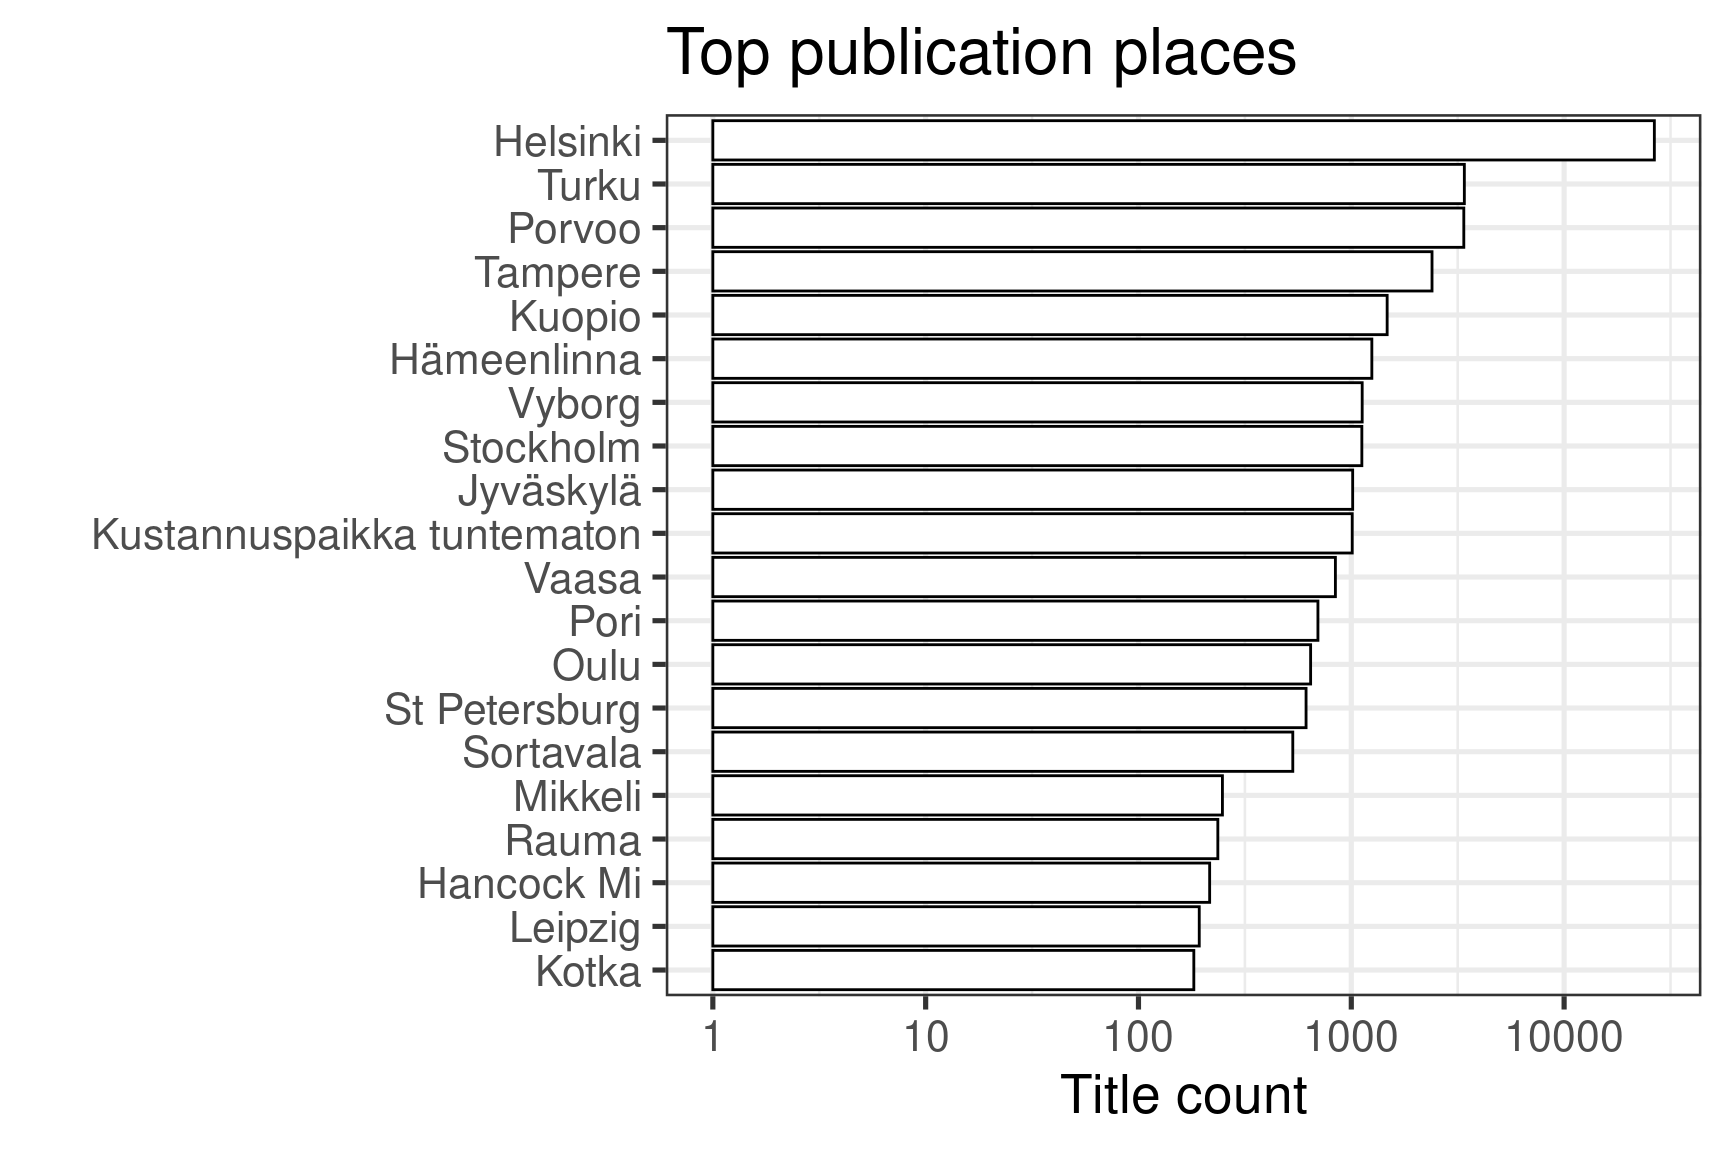 Top publication places
Helsinki
Turku
Porvoo
Tampere
Kuopio
Hämeenlinna
Vyborg
Stockholm
Jyväskylä
Kustannuspaikka tuntematon
Vaasa
Pori
Oulu
St Petersburg
Sortavala
Mikkeli
Rauma
Hancock Mi
Leipzig
Kotka
1 10 100 1000 10000
Title count